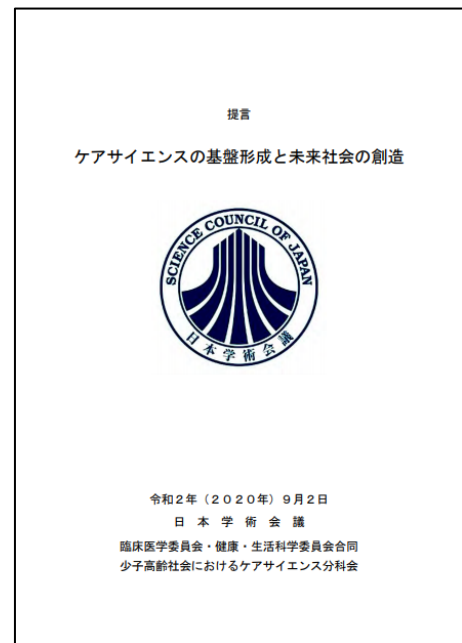 提言
ケアサイエンスの基盤形成と未来社会の創造
SCIENCE COUNCIL OF JAPAN
日本学術会議
令和２年（２０２０年）９月２日
日 本 学 術 会 議
臨床医学委員会・健康・生活科学委員会合同
少子高齢社会におけるケアサイエンス分科会